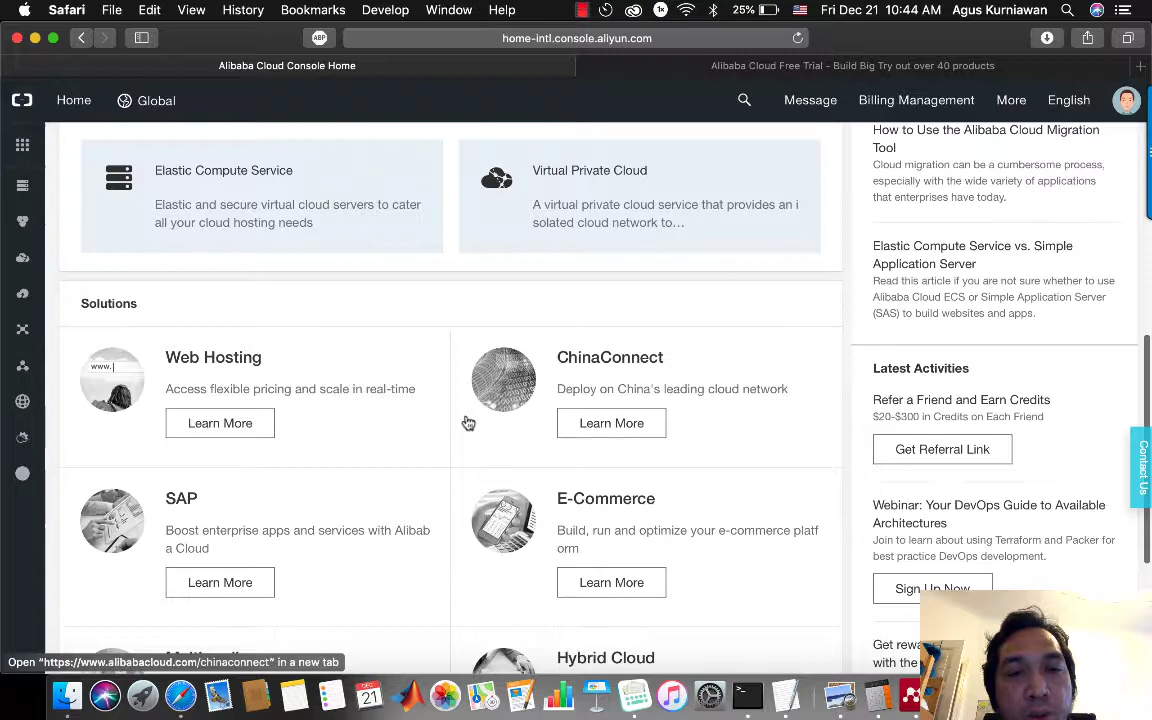 Safari File Edit View History Bookmarks Develop Window Help 1x 25% Fri Dec 21 10:44 AM Agus Kurniawan
ABP home-intl.console.aliyun.com
Alibaba Cloud Console Home Alibaba Cloud Free Trial - Build Big Try out over 40 products
Home Global Message Billing Management More English
Elastic Compute Service
Elastic and secure virtual cloud servers to cater
all your cloud hosting needs
Virtual Private Cloud
A virtual private cloud service that provides an i
solated cloud network to…
Solutions
www.
Web Hosting
Access flexible pricing and scale in real-time
Learn More
ChinaConnect
Deploy on China's leading cloud network
Learn More
SAP
Boost enterprise apps and services with Alibab
a Cloud
Learn More
E-Commerce
Build, run and optimize your e-commerce platf
orm
Learn More
Hybrid Cloud
How to Use the Alibaba Cloud Migration
Tool
Cloud migration can be a cumbersome process,
especially with the wide variety of applications
that enterprises have today.
Elastic Compute Service vs. Simple
Application Server
Read this article if you are not sure whether to use
Alibaba Cloud ECS or Simple Application Server
(SAS) to build websites and apps.
Latest Activities
Refer a Friend and Earn Credits
$20-$300 in Credits on Each Friend
Get Referral Link
Webinar: Your DevOps Guide to Available
Architectures
Join to learn about using Terraform and Packer for
best practice DevOps development.
Sign Up Now
Get rewa
with the
Contact Us
Open "https://www.alibabacloud.com/chinaconnect" in a new tab
DEC
21